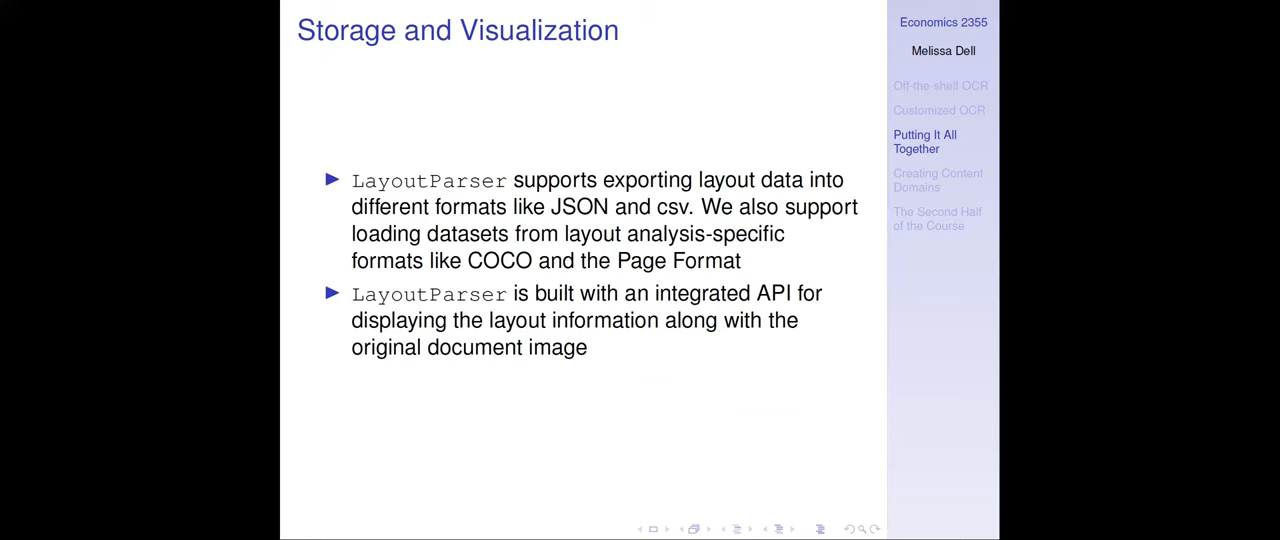 Storage and Visualization
LayoutParser supports exporting layout data into
different formats like JSON and csv. We also support
loading datasets from layout analysis-specific
formats like COCO and the Page Format
LayoutParser is built with an integrated API for
displaying the layout information along with the
original document image
Economics 2355
Melissa Dell
Off-the-shelf OCR
Customized OCR
Putting It All
Together
Creating Content
Domains
The Second Half
of the Course